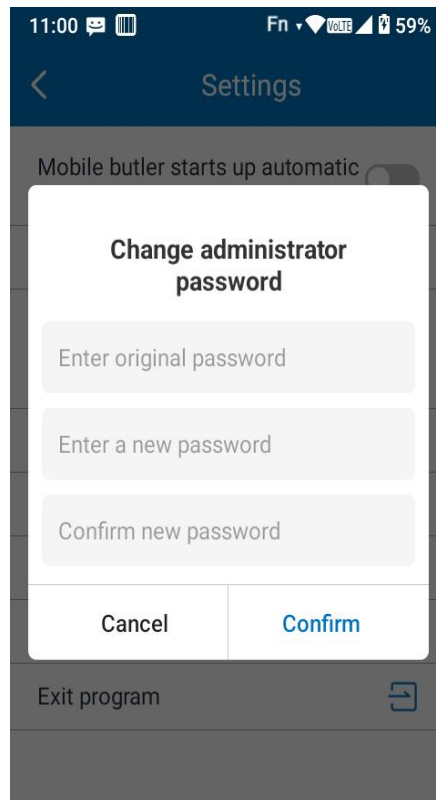 11:00 Fn VoLTE 59%
Settings
Mobile butler starts up automatic
Change administrator
password
Enter original password
Enter a new password
Confirm new password
Cancel Confirm
Exit program